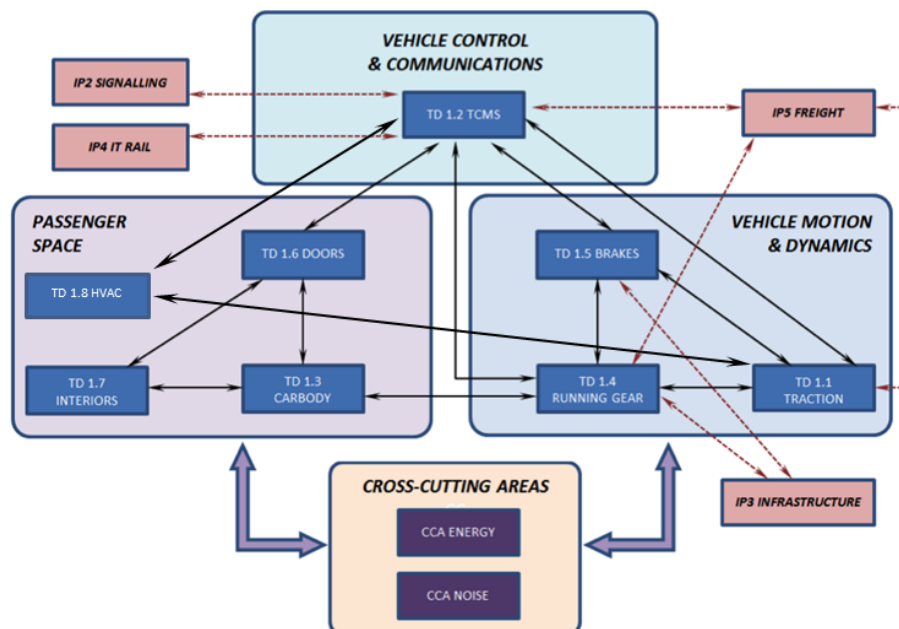 VEHICLE CONTROL
& COMMUNICATIONS
IP2 SIGNALLING
TD 1.2 TCMS
IP5 FREIGHT
IP4 IT RAIL
PASSENGER
SPACE
VEHICLE MOTION
& DYNAMICS
TD 1.6 DOORS
TD 1.5 BRAKES
TD 1.8 HVAC
TD 1.7
INTERIORS
TD 1.3
CARBODY
TD 1.4
RUNNING GEAR
TD 1.1
TRACTION
CROSS-CUTTING AREAS
IP3 INFRASTRUCTURE
CCA ENERGY
CCA NOISE